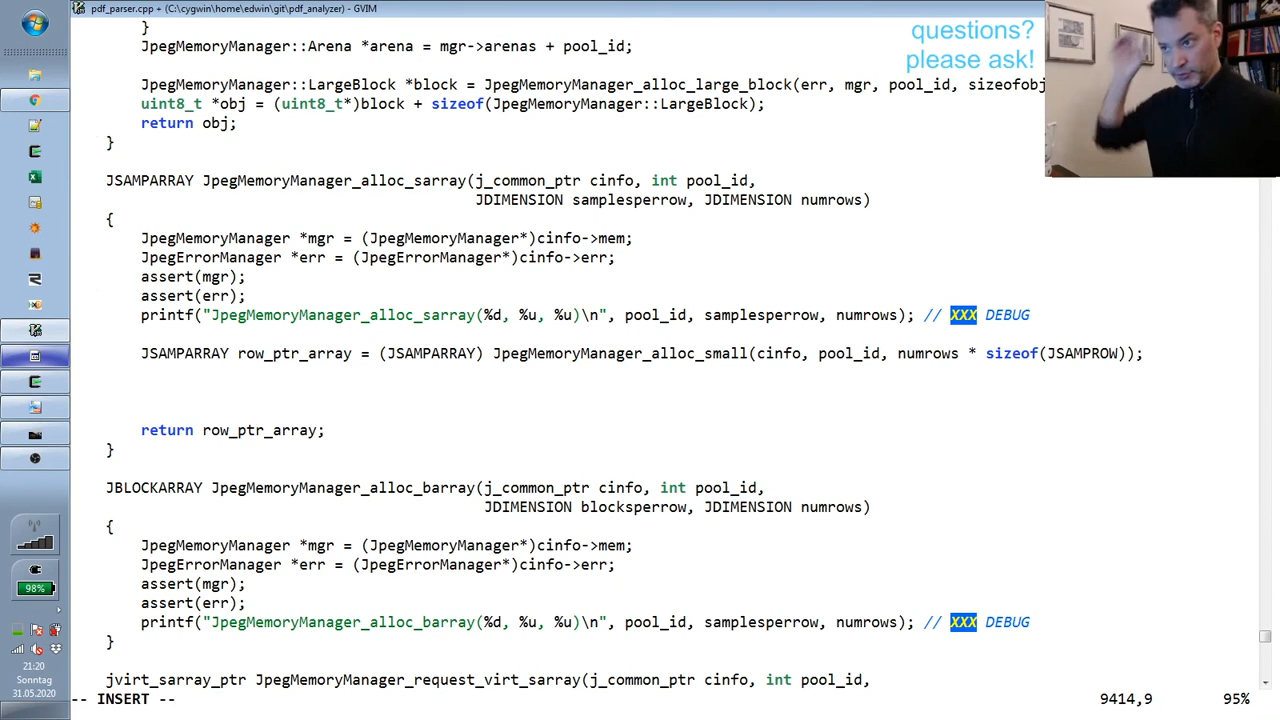 pdf_parser.cpp + (C:\cygwin\home\edwin\git\pdf_analyzer) - GVIM
questions?
please ask!
}
JpegMemoryManager::Arena *arena = mgr->arenas + pool_id;
JpegMemoryManager::LargeBlock *block = JpegMemoryManager_alloc_large_block(err, mgr, pool_id, sizeofobj
uint8_t *obj = (uint8_t*)block + sizeof(JpegMemoryManager::LargeBlock);
return obj;
}
JSAMPARRAY JpegMemoryManager_alloc_sarray(j_common_ptr cinfo, int pool_id,
JDIMENSION samplesperrow, JDIMENSION numrows)
{
JpegMemoryManager *mgr = (JpegMemoryManager*)cinfo->mem;
JpegErrorManager *err = (JpegErrorManager*)cinfo->err;
assert(mgr);
assert(err);
printf("JpegMemoryManager_alloc_sarray(%d, %u, %u)\n", pool_id, samplesperrow, numrows); // XXX DEBUG
JSAMPARRAY row_ptr_array = (JSAMPARRAY) JpegMemoryManager_alloc_small(cinfo, pool_id, numrows * sizeof(JSAMPROW));
return row_ptr_array;
}
JBLOCKARRAY JpegMemoryManager_alloc_barray(j_common_ptr cinfo, int pool_id,
JDIMENSION blocksperrow, JDIMENSION numrows)
{
JpegMemoryManager *mgr = (JpegMemoryManager*)cinfo->mem;
JpegErrorManager *err = (JpegErrorManager*)cinfo->err;
assert(mgr);
assert(err);
printf("JpegMemoryManager_alloc_barray(%d, %u, %u)\n", pool_id, samplesperrow, numrows); // XXX DEBUG
}
jvirt_sarray_ptr JpegMemoryManager_request_virt_sarray(j_common_ptr cinfo, int pool_id,
-- INSERT --
9414,9
95%
98%
21:20
Sonntag
31.05.2020